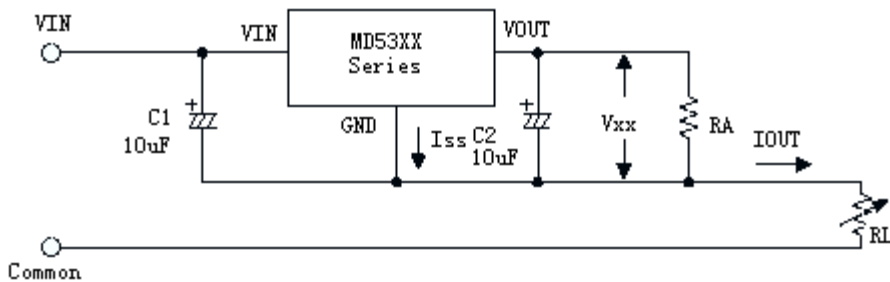 VIN
VIN
MD53XX
Series
VOUT
C1
10uF
GND
Iss
C2
10uF
Vxx
RA
IOUT
RL
Common